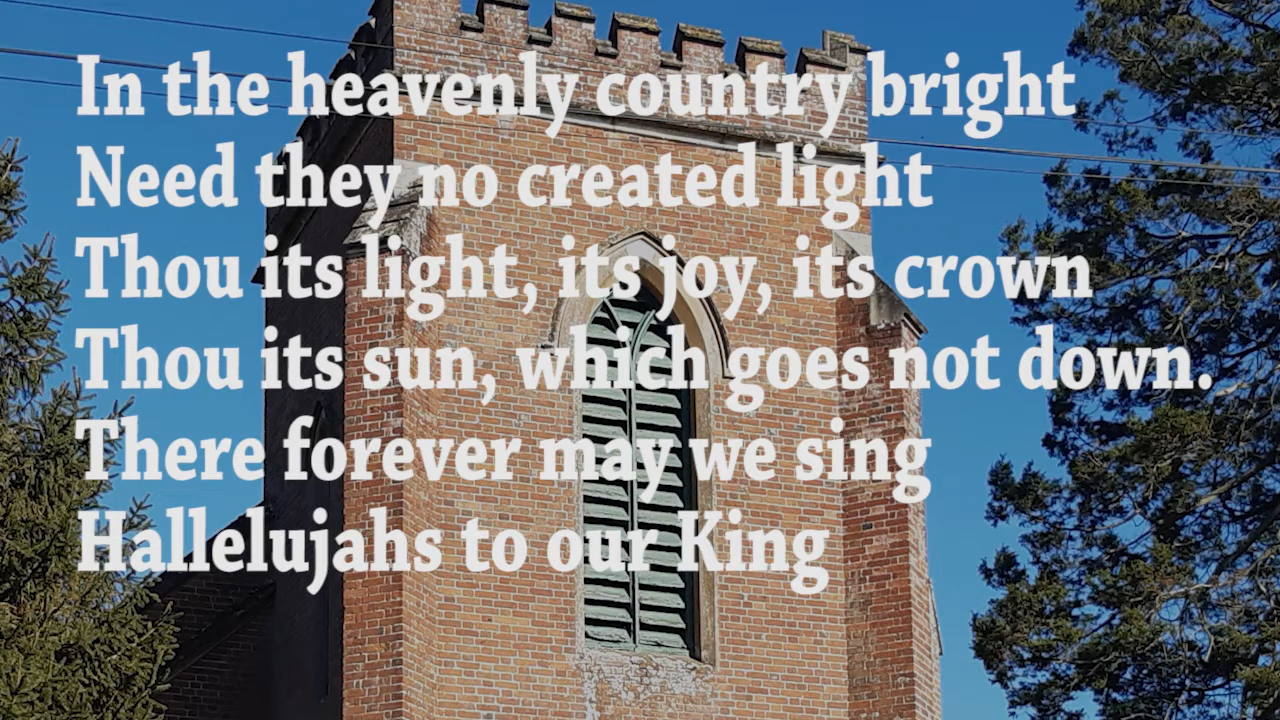 In the heavenly country bright
Need they no created light
Thou its light, its joy, its crown
Thou its sun, which goes not down.
There forever may we sing
Hallelujahs to our King